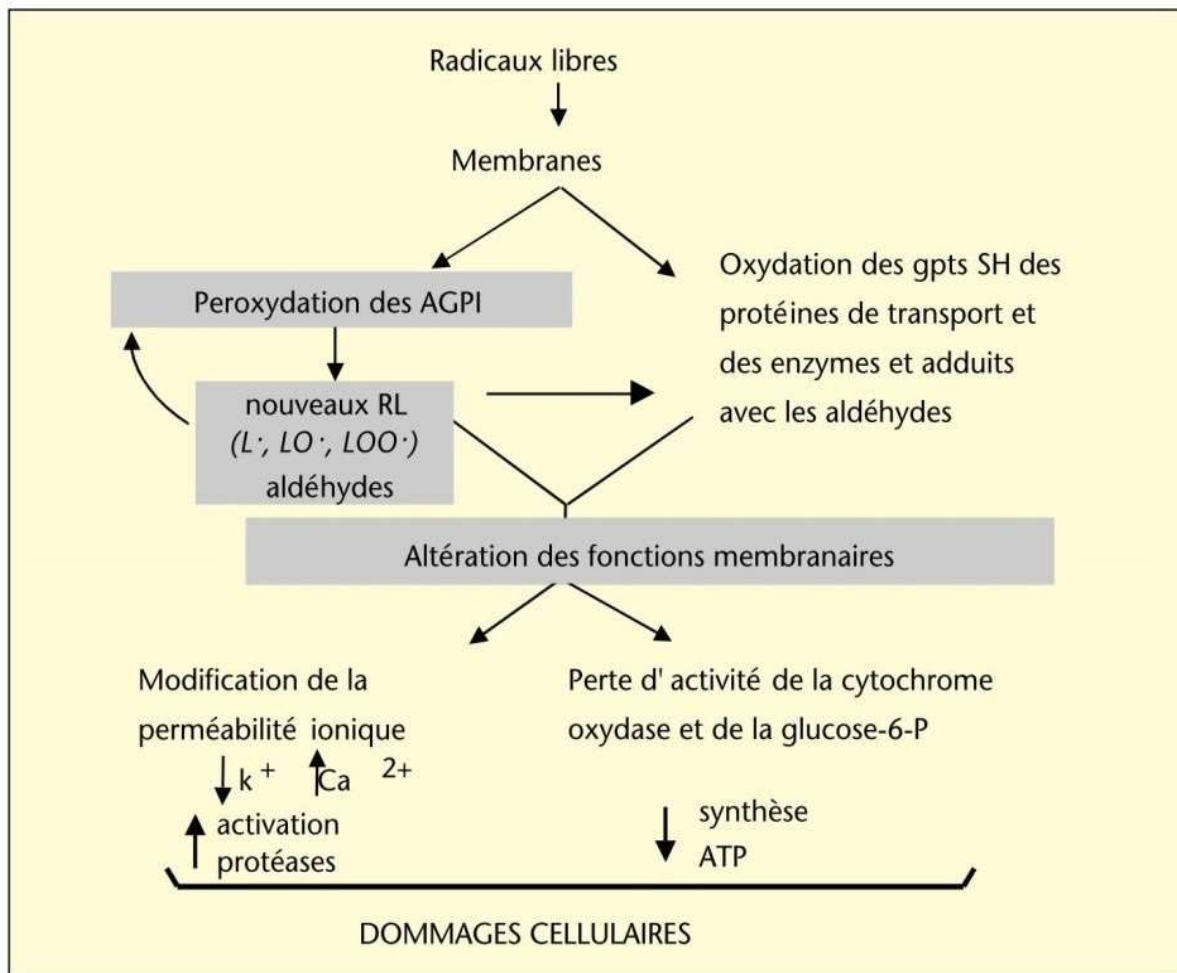 Radicaux libres
Membranes
Peroxydation des AGPI
Oxydation des gpts SH des
protéines de transport et
des enzymes et adduits
avec les aldéhydes
nouveaux RL
(L·, LO·, LOO·)
aldéhydes
Altération des fonctions membranaires
Modification de la
perméabilité ionique
k+ Ca 2+
activation
protéases
Perte d' activité de la cytochrome
oxydase et de la glucose-6-P
synthèse
ATP
DOMMAGES CELLULAIRES